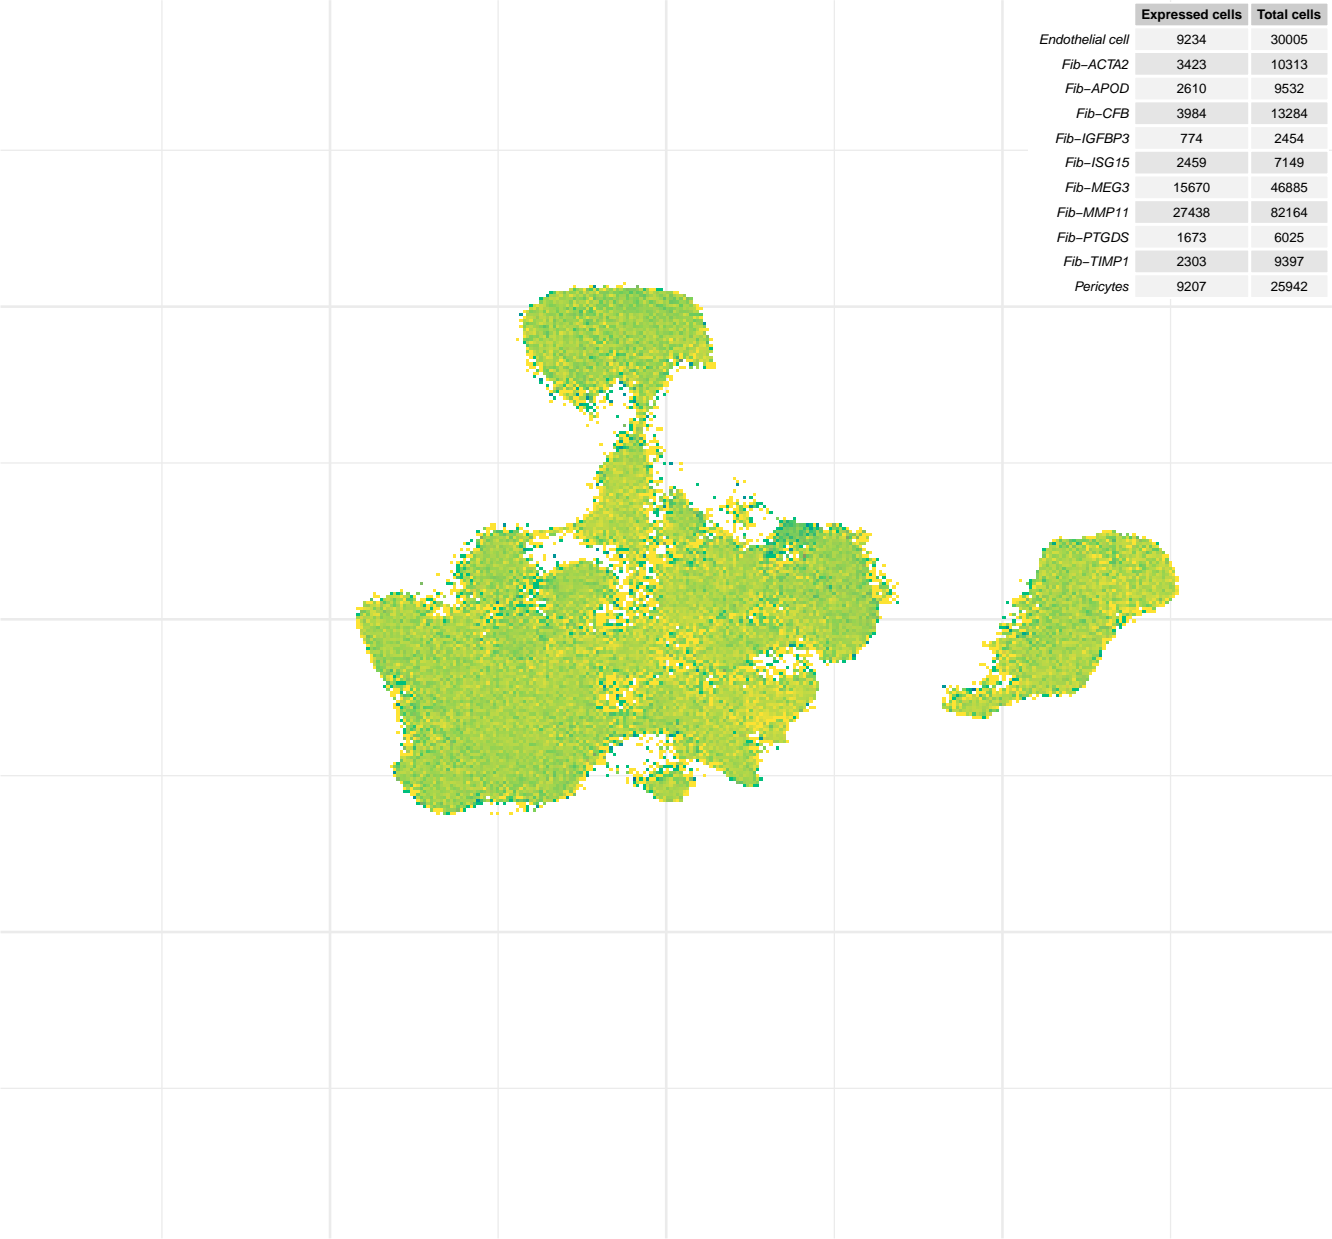 Expressed cells Total cells
Endothelial cell 9234 30005
Fib−ACTA2 3423 10313
Fib−APOD 2610 9532
Fib−CFB 3984 13284
Fib−IGFBP3 774 2454
Fib−ISG15 2459 7149
Fib−MEG3 15670 46885
Fib−MMP11 27438 82164
Fib−PTGDS 1673 6025
Fib−TIMP1 2303 9397
Pericytes 9207 25942